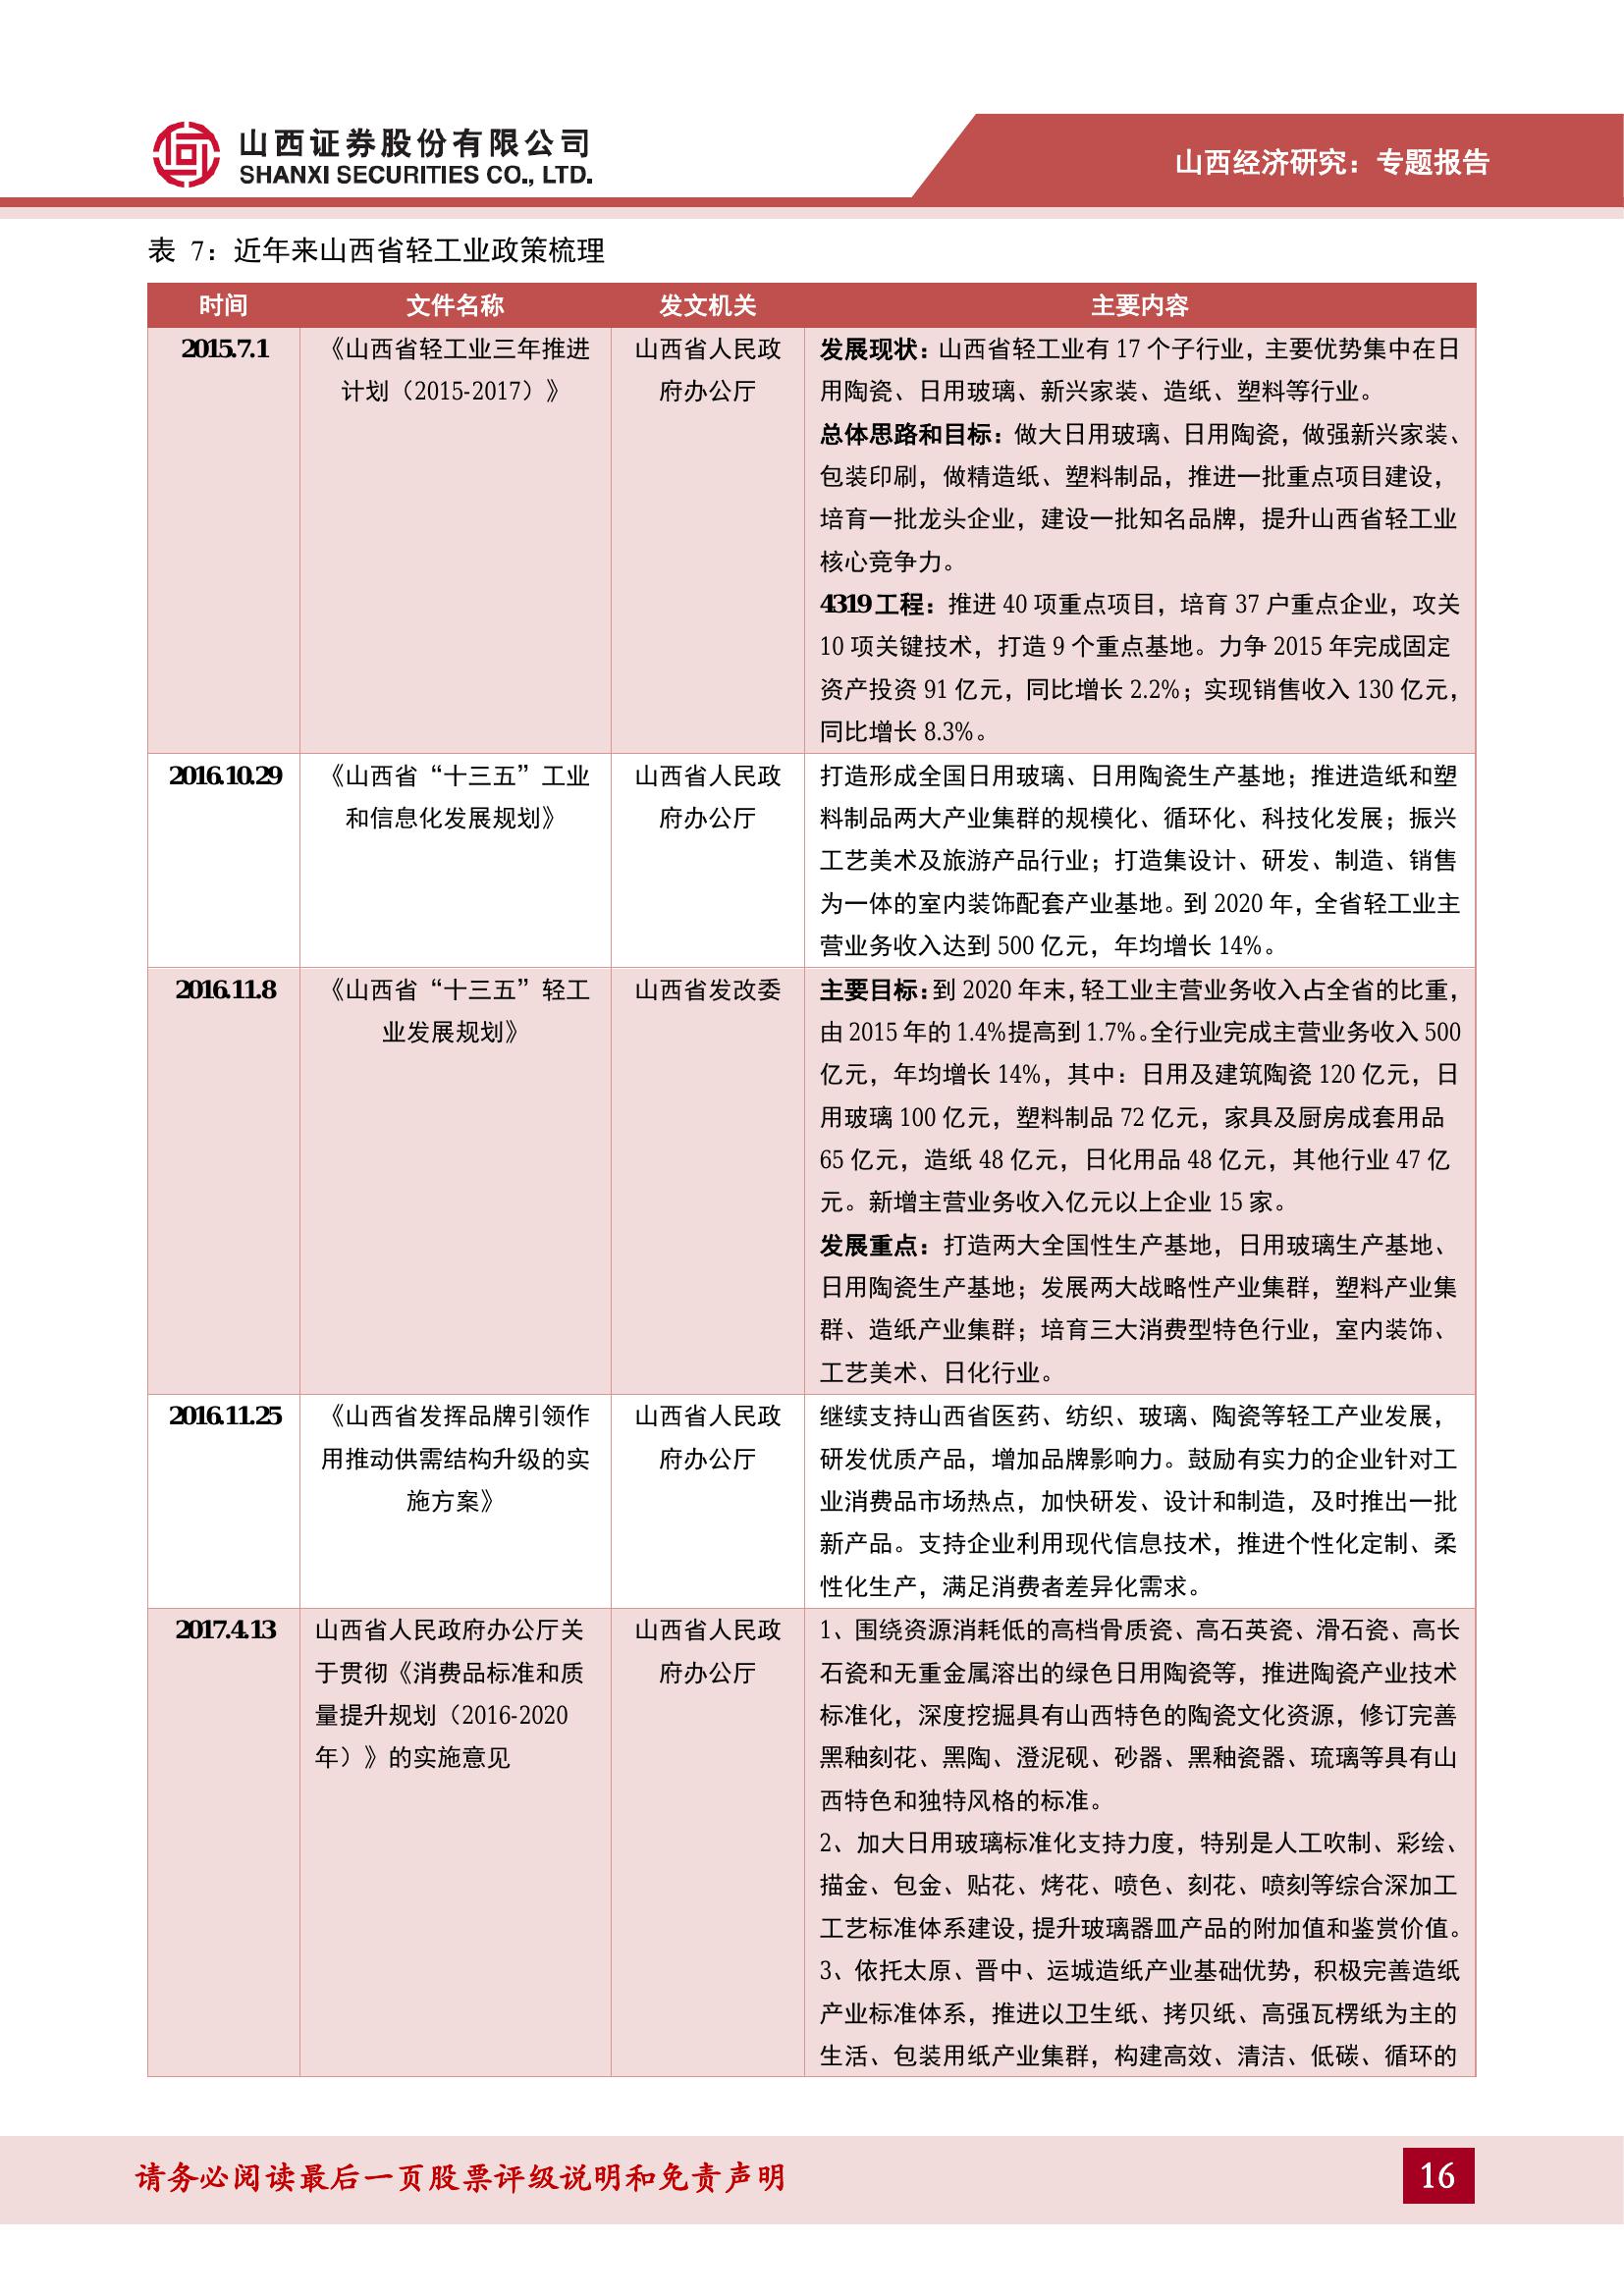 山西证券股份有限公司
SHANXI SECURITIES CO., LTD.
山西经济研究：专题报告
表 7：近年来山西省轻工业政策梳理
时间 文件名称 发文机关 主要内容
2015.7.1
《山西省轻工业三年推进
计划（2015-2017）》
山西省人民政
府办公厅
发展现状：山西省轻工业有 17 个子行业，主要优势集中在日
用陶瓷、日用玻璃、新兴家装、造纸、塑料等行业。
总体思路和目标：做大日用玻璃、日用陶瓷，做强新兴家装、
包装印刷，做精造纸、塑料制品，推进一批重点项目建设，
培育一批龙头企业，建设一批知名品牌，提升山西省轻工业
核心竞争力。
4319 工程：推进 40 项重点项目，培育 37 户重点企业，攻关
10 项关键技术，打造 9 个重点基地。力争 2015 年完成固定
资产投资 91 亿元，同比增长 2.2%；实现销售收入 130 亿元，
同比增长 8.3%。
2016.10.29
《山西省“十三五”工业
和信息化发展规划》
山西省人民政
府办公厅
打造形成全国日用玻璃、日用陶瓷生产基地；推进造纸和塑
料制品两大产业集群的规模化、循环化、科技化发展；振兴
工艺美术及旅游产品行业；打造集设计、研发、制造、销售
为一体的室内装饰配套产业基地。到 2020 年，全省轻工业主
营业务收入达到 500 亿元，年均增长 14%。
2016.11.8
《山西省“十三五”轻工
业发展规划》
山西省发改委
主要目标：到 2020 年末，轻工业主营业务收入占全省的比重，
由 2015 年的 1.4%提高到 1.7%。全行业完成主营业务收入 500
亿元，年均增长 14%，其中：日用及建筑陶瓷 120 亿元，日
用玻璃 100 亿元，塑料制品 72 亿元，家具及厨房成套用品
65 亿元，造纸 48 亿元，日化用品 48 亿元，其他行业 47 亿
元。新增主营业务收入亿元以上企业 15 家。
发展重点：打造两大全国性生产基地，日用玻璃生产基地、
日用陶瓷生产基地；发展两大战略性产业集群，塑料产业集
群、造纸产业集群；培育三大消费型特色行业，室内装饰、
工艺美术、日化行业。
2016.11.25
《山西省发挥品牌引领作
用推动供需结构升级的实
施方案》
山西省人民政
府办公厅
继续支持山西省医药、纺织、玻璃、陶瓷等轻工产业发展，
研发优质产品，增加品牌影响力。鼓励有实力的企业针对工
业消费品市场热点，加快研发、设计和制造，及时推出一批
新产品。支持企业利用现代信息技术，推进个性化定制、柔
性化生产，满足消费者差异化需求。
2017.4.13
山西省人民政府办公厅关
于贯彻《消费品标准和质
量提升规划（2016-2020
年）》的实施意见
山西省人民政
府办公厅
1、围绕资源消耗低的高档骨质瓷、高石英瓷、滑石瓷、高长
石瓷和无重金属溶出的绿色日用陶瓷等，推进陶瓷产业技术
标准化，深度挖掘具有山西特色的陶瓷文化资源，修订完善
黑釉刻花、黑陶、澄泥砚、砂器、黑釉瓷器、琉璃等具有山
西特色和独特风格的标准。
2、加大日用玻璃标准化支持力度，特别是人工吹制、彩绘、
描金、包金、贴花、烤花、喷色、刻花、喷刻等综合深加工
工艺标准体系建设，提升玻璃器皿产品的附加值和鉴赏价值。
3、依托太原、晋中、运城造纸产业基础优势，积极完善造纸
产业标准体系，推进以卫生纸、拷贝纸、高强瓦楞纸为主的
生活、包装用纸产业集群，构建高效、清洁、低碳、循环的
请务必阅读最后一页股票评级说明和免责声明
16